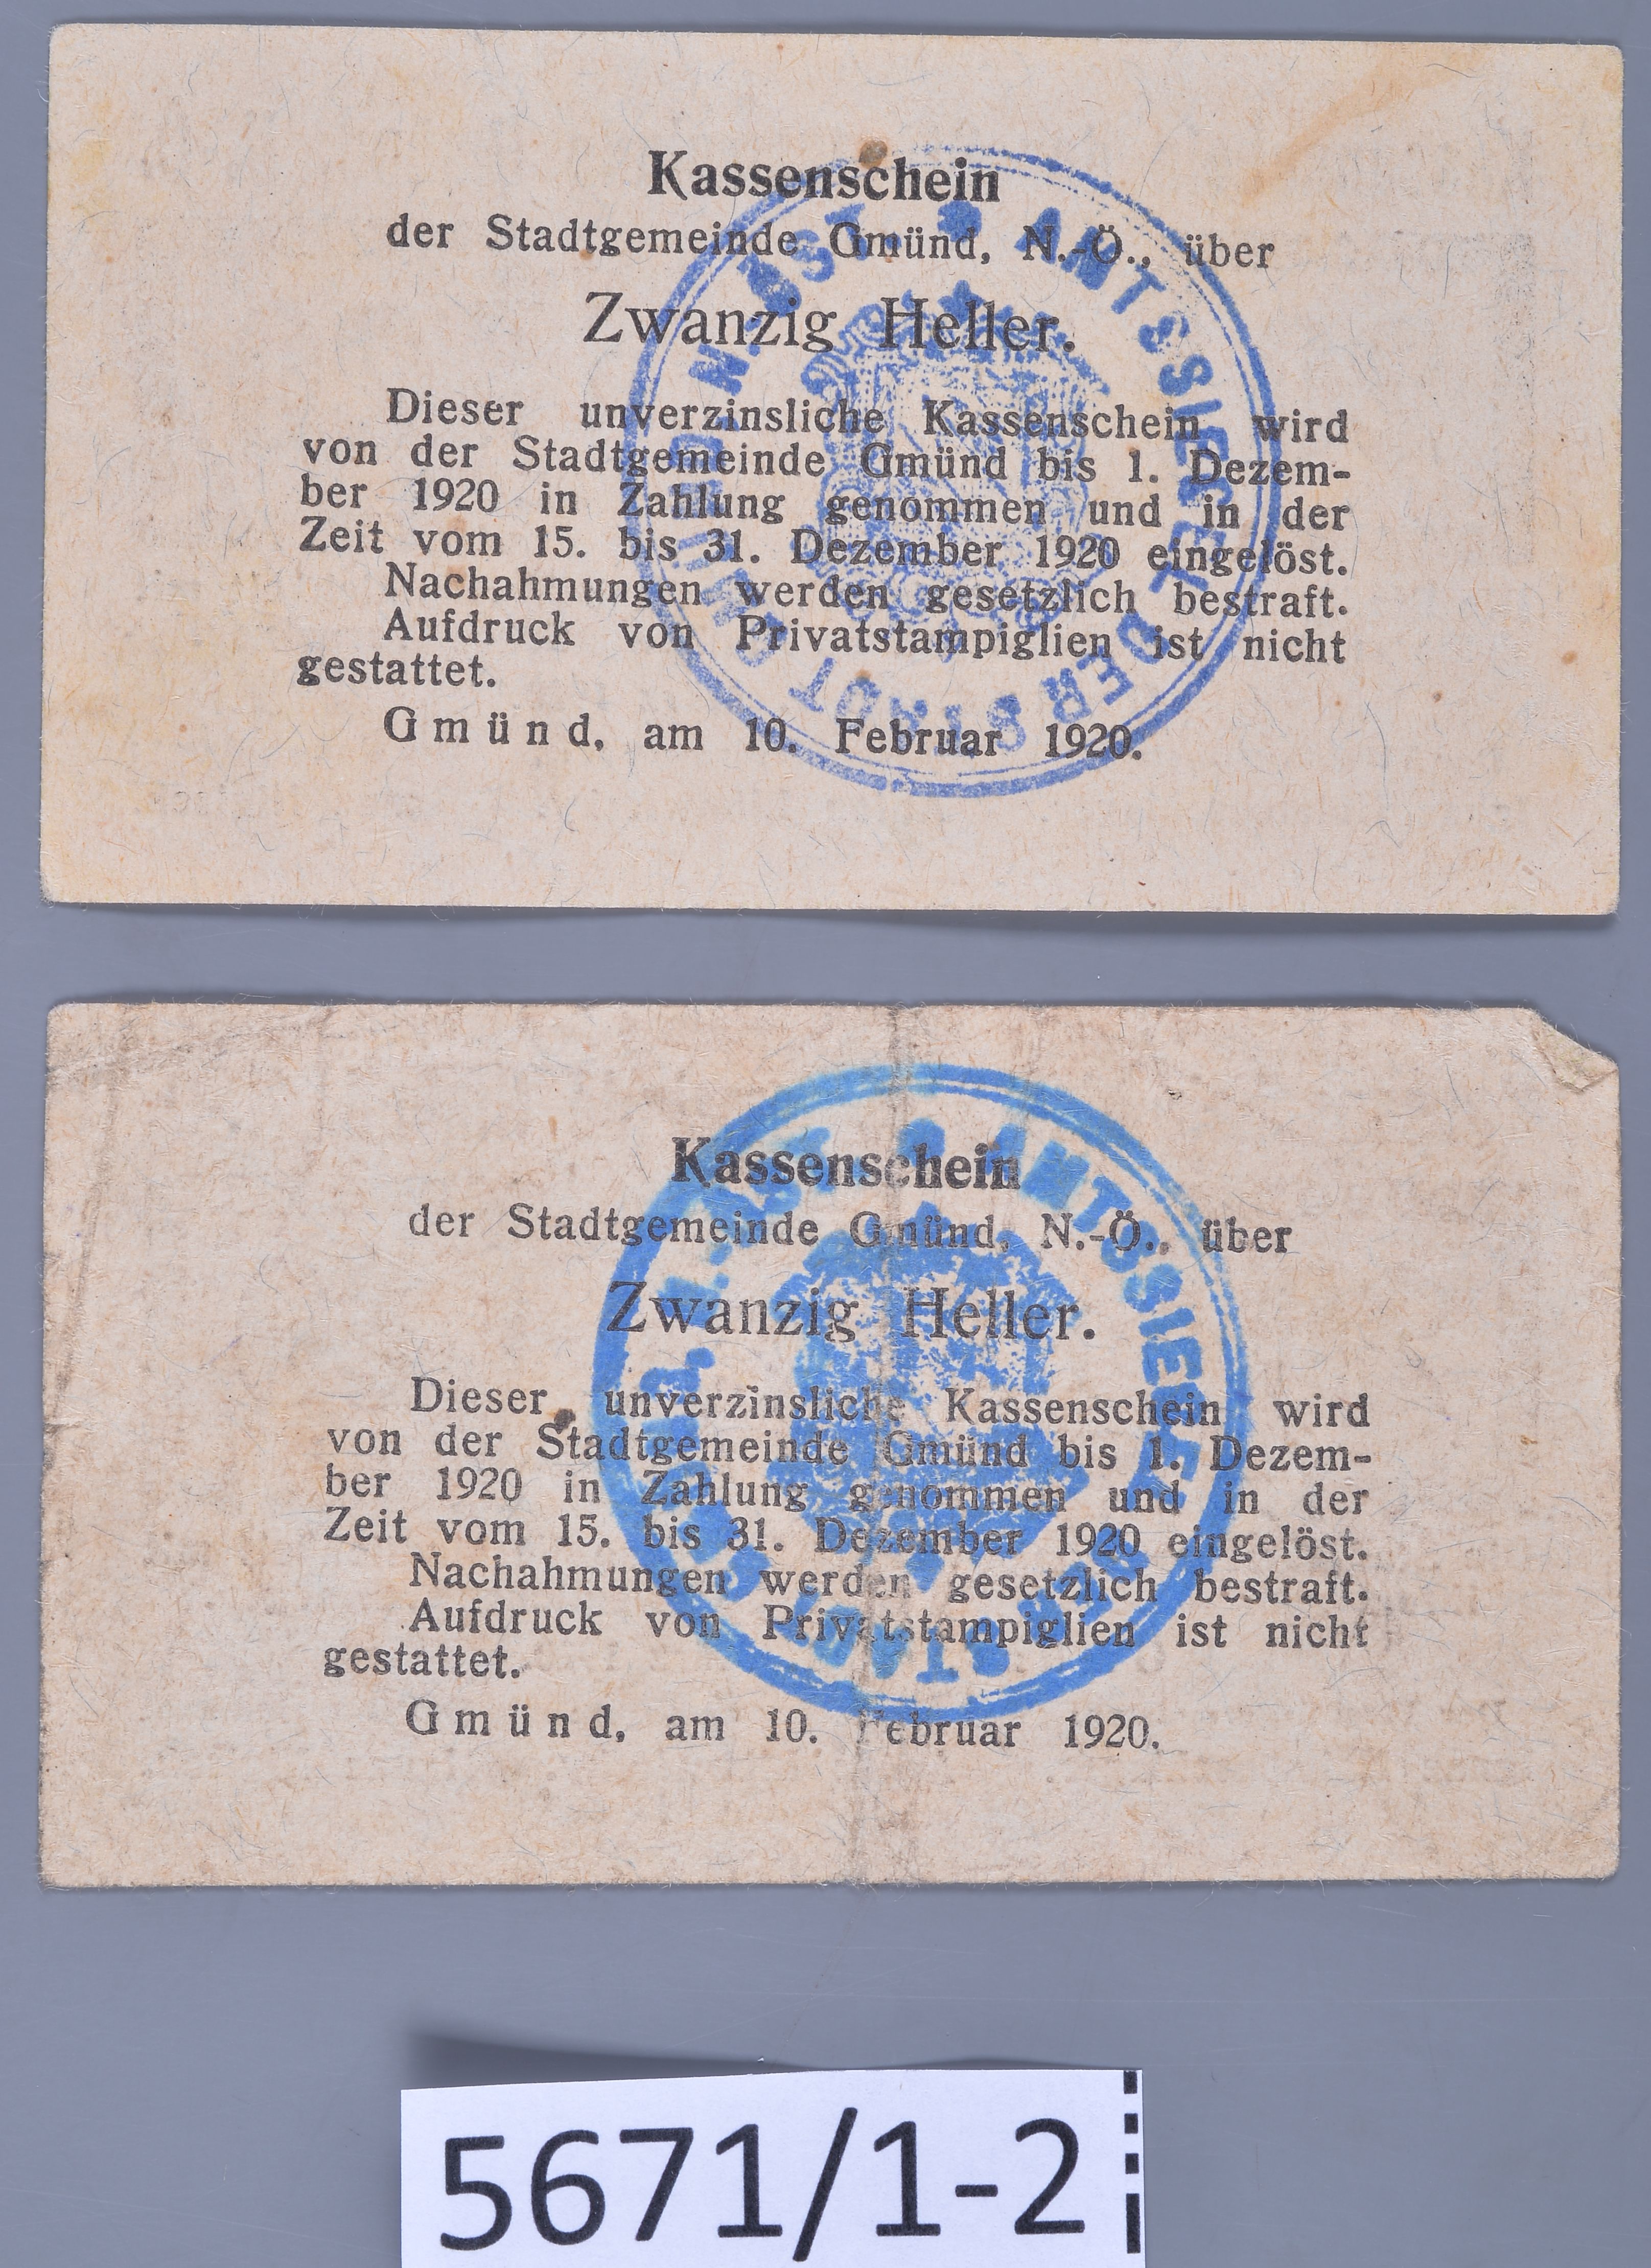 Kassenschein
der Stadtgemeinde Gmünd, N.-Ö., über
Zwanzig Heller.
Dieser unverzinsliche Kassenschein wird
von der Stadtgemeinde Gmünd bis 1. Dezem-
ber 1920 in Zahlung genommen und in der
Zeit vom 15. bis 31. Dezember 1920 eingelöst.
Nachahmungen werden gesetzlich bestraft.
Aufdruck von Privatstampiglien ist nicht
gestattet.
Gmünd, am 10. Februar 1920.
AMTSSIEGEL DER STADT
Kassenschein
der Stadtgemeinde Gmünd, N.-Ö., über
Zwanzig Heller.
Dieser unverzinsliche Kassenschein wird
von der Stadtgemeinde Gmünd bis 1. Dezem-
ber 1920 in Zahlung genommen und in der
Zeit vom 15. bis 31. Dezember 1920 eingelöst.
Nachahmungen werden gesetzlich bestraft.
Aufdruck von Privatstampiglien ist nicht
gestattet.
Gmünd, am 10. Februar 1920.
5671/1-2